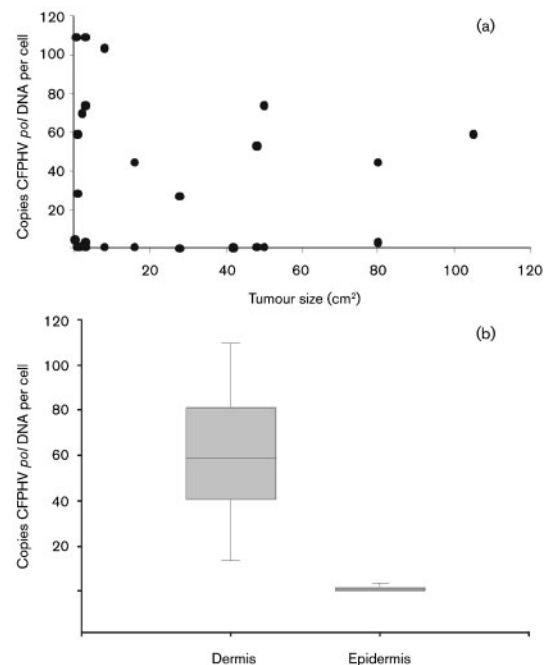 (a)
Copies CFPHV pol DNA per cell
120
100
80
60
40
20
20 40 60 80 100 120
Tumour size (cm²)
(b)
Copies CFPHV pol DNA per cell
120
100
80
60
40
20
Dermis Epidermis